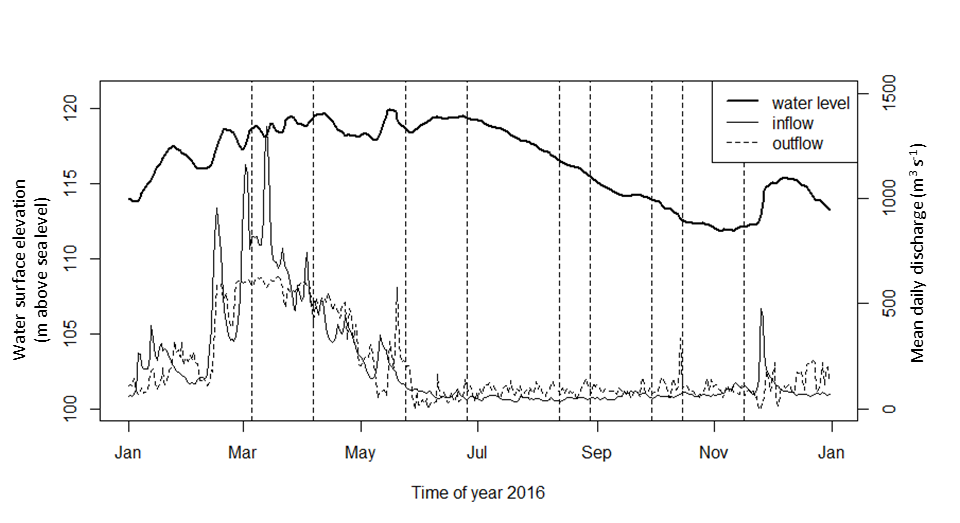 water level
inflow
outflow
120
115
110
105
100
Water surface elevation
(m above sea level)
1500
1000
500
0
Mean daily discharge (m³ s⁻¹)
Jan Mar May Jul Sep Nov Jan
Time of year 2016